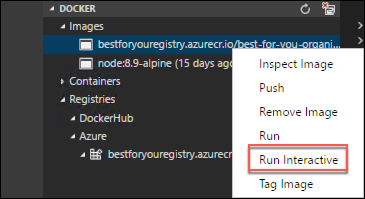 DOCKER
Images
bestforyouregistry.azurecr.io/best-for-you-organi...
node:8.9-alpine (15 days ago
Containers
Registries
DockerHub
Azure
bestforyouregistry.azurecr
Inspect Image
Push
Remove Image
Run
Run Interactive
Tag Image